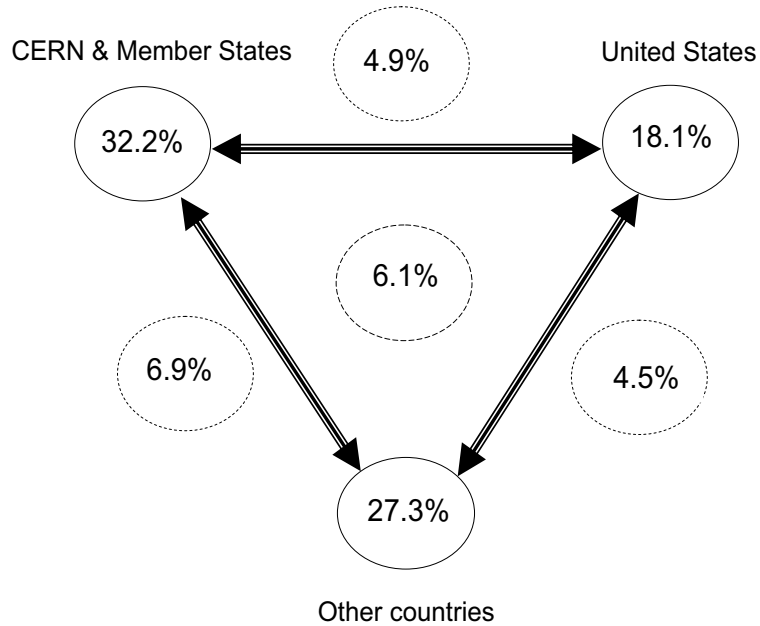 4.9%
CERN & Member States
United States
32.2%
18.1%
6.1%
6.9%
4.5%
27.3%
Other countries